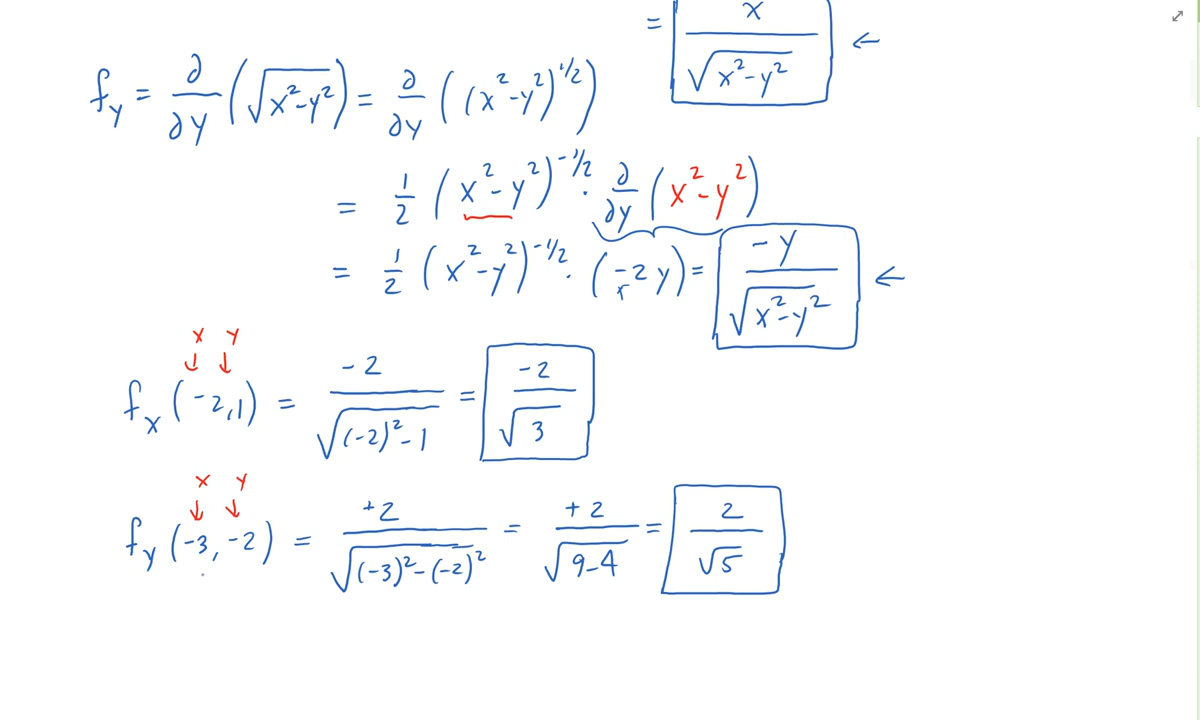 = x/√(x²-y²) ←
f_y = ∂/∂y (√(x²-y²)) = ∂/∂y ((x²-y²)^1/2)
= 1/2 (x²-y²)^-1/2 · ∂/∂y (x²-y²)
= 1/2 (x²-y²)^-1/2 · (-2y) = -y/√(x²-y²) ←
x y
↓ ↓
f_x (-2,1) = -2/√((-2)²-1) = -2/√3
x y
↓ ↓
f_y (-3,-2) = +2/√((-3)²-(-2)²) = +2/√(9-4) = 2/√5